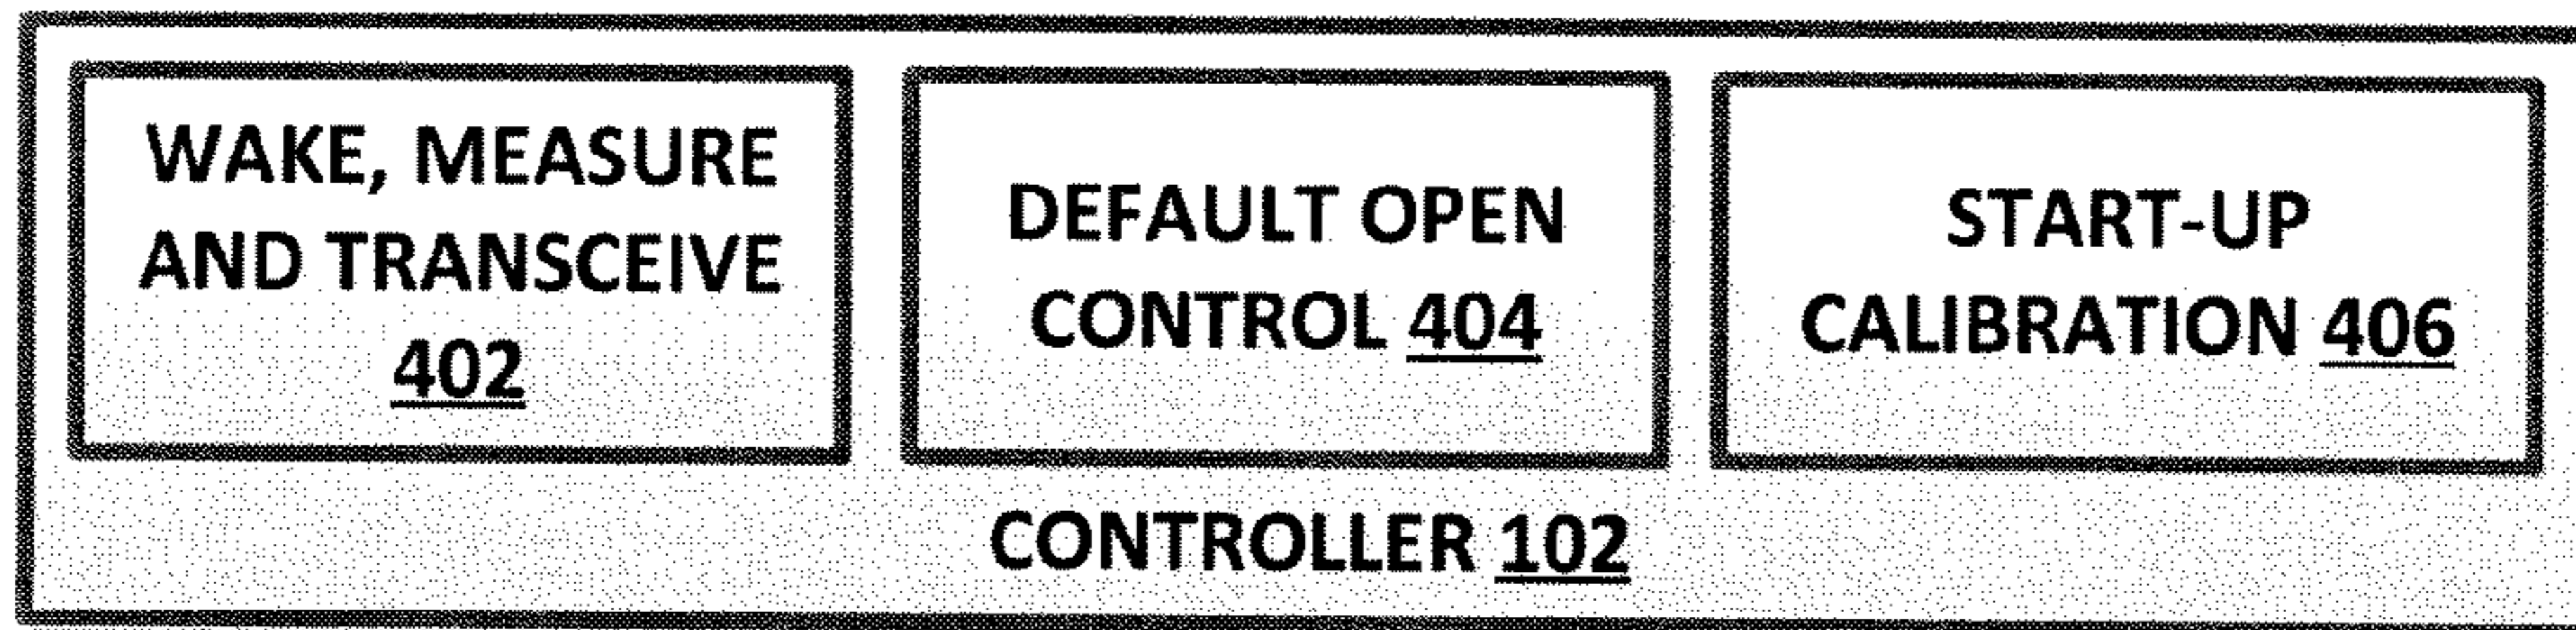 WAKE, MEASURE
AND TRANSCEIVE
402
DEFAULT OPEN
CONTROL 404
START-UP
CALIBRATION 406
CONTROLLER 102